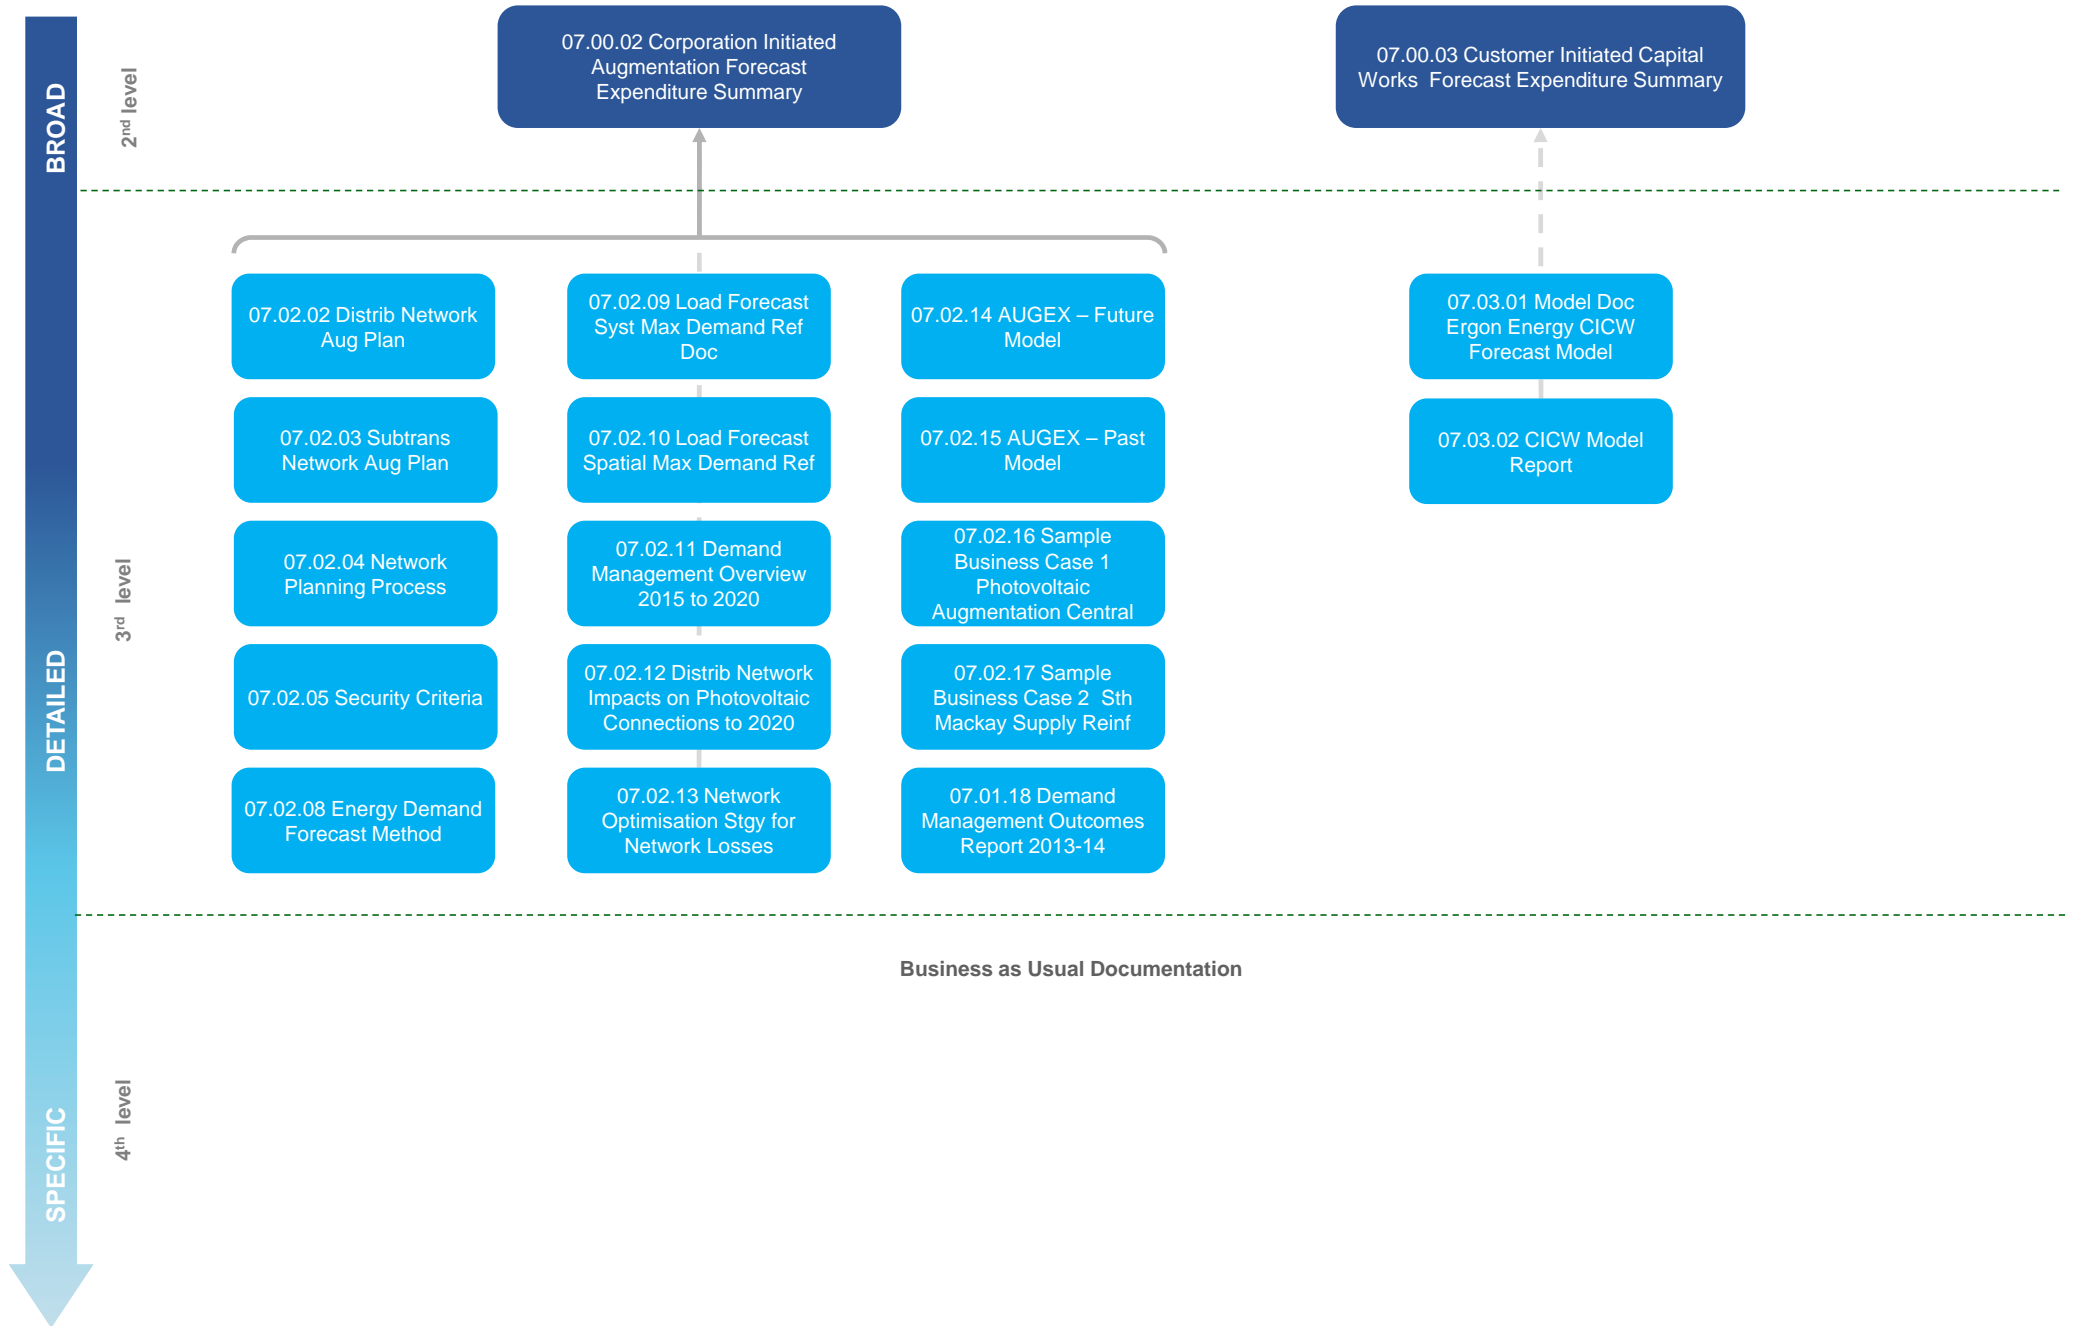 BROAD
2nd level
07.00.02 Corporation Initiated
Augmentation Forecast
Expenditure Summary
07.00.03 Customer Initiated Capital
Works  Forecast Expenditure Summary
DETAILED
3rd level
07.02.02 Distrib Network
Aug Plan
07.02.03 Subtrans
Network Aug Plan
07.02.04 Network
Planning Process
07.02.05 Security Criteria
07.02.08 Energy Demand
Forecast Method
07.02.09 Load Forecast
Syst Max Demand Ref
Doc
07.02.10 Load Forecast
Spatial Max Demand Ref
07.02.11 Demand
Management Overview
2015 to 2020
07.02.12 Distrib Network
Impacts on Photovoltaic
Connections to 2020
07.02.13 Network
Optimisation Stgy for
Network Losses
07.02.14 AUGEX – Future
Model
07.02.15 AUGEX – Past
Model
07.02.16 Sample
Business Case 1
Photovoltaic
Augmentation Central
07.02.17 Sample
Business Case 2  Sth
Mackay Supply Reinf
07.01.18 Demand
Management Outcomes
Report 2013-14
07.03.01 Model Doc
Ergon Energy CICW
Forecast Model
07.03.02 CICW Model
Report
Business as Usual Documentation
SPECIFIC
4th level